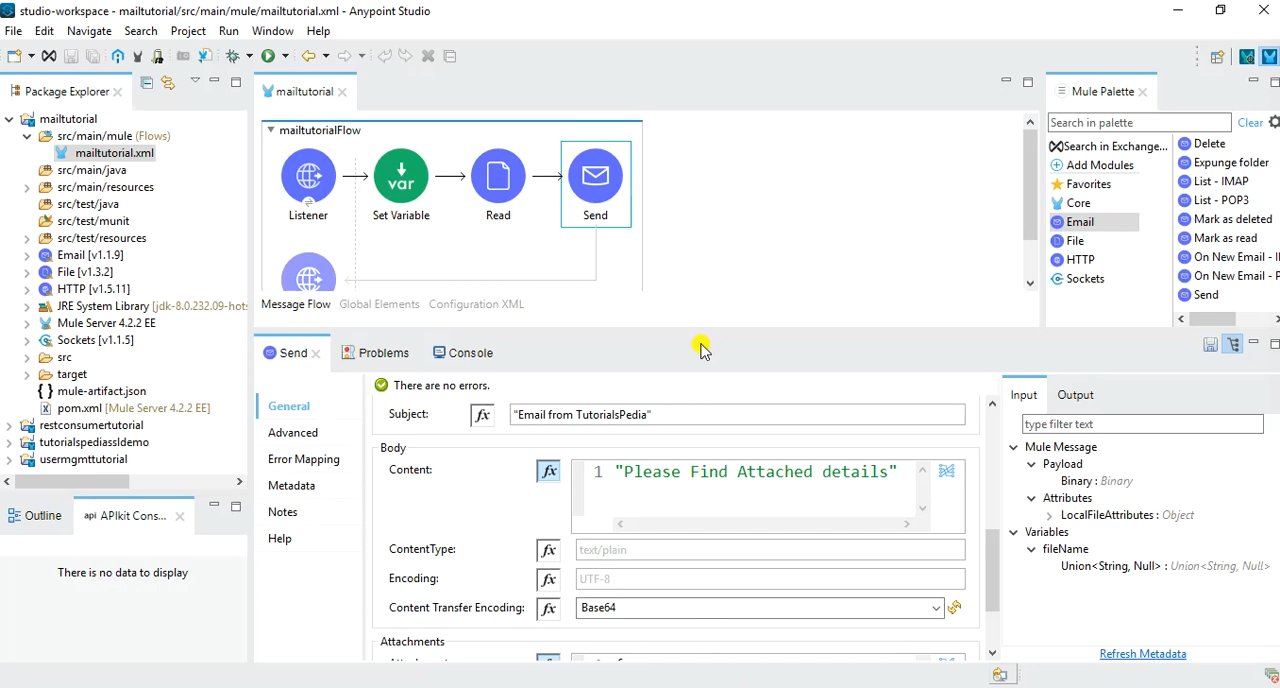 studio-workspace - mailtutorial/src/main/mule/mailtutorial.xml - Anypoint Studio
File Edit Navigate Search Project Run Window Help
Package Explorer
mailtutorial
src/main/mule (Flows)
mailtutorial.xml
src/main/java
src/main/resources
src/test/java
src/test/munit
src/test/resources
Email [v1.1.9]
File [v1.3.2]
HTTP [v1.5.11]
JRE System Library [jdk-8.0.232.09-hots
Mule Server 4.2.2 EE
Sockets [v1.1.5]
src
target
mule-artifact.json
pom.xml [Mule Server 4.2.2 EE]
restconsumertutorial
tutorialspediassldemo
usermgmttutorial
Outline
api APIkit Cons...
There is no data to display
mailtutorial
mailtutorialFlow
var
Listener Set Variable Read Send
Message Flow Global Elements Configuration XML
Mule Palette
Search in palette
Clear
Search in Exchange...
Add Modules
Favorites
Core
Email
File
HTTP
Sockets
Delete
Expunge folder
List - IMAP
List - POP3
Mark as deleted
Mark as read
On New Email - I
On New Email - P
Send
Send Problems Console
There are no errors.
General
Advanced
Error Mapping
Metadata
Notes
Help
Subject: fx "Email from TutorialsPedia"
Body
Content: fx 1 "Please Find Attached details"
ContentType: fx text/plain
Encoding: fx UTF-8
Content Transfer Encoding: fx Base64
Attachments
Input Output
type filter text
Mule Message
Payload
Binary : Binary
Attributes
LocalFileAttributes : Object
Variables
fileName
Union<String, Null> : Union<String, Null>
Refresh Metadata